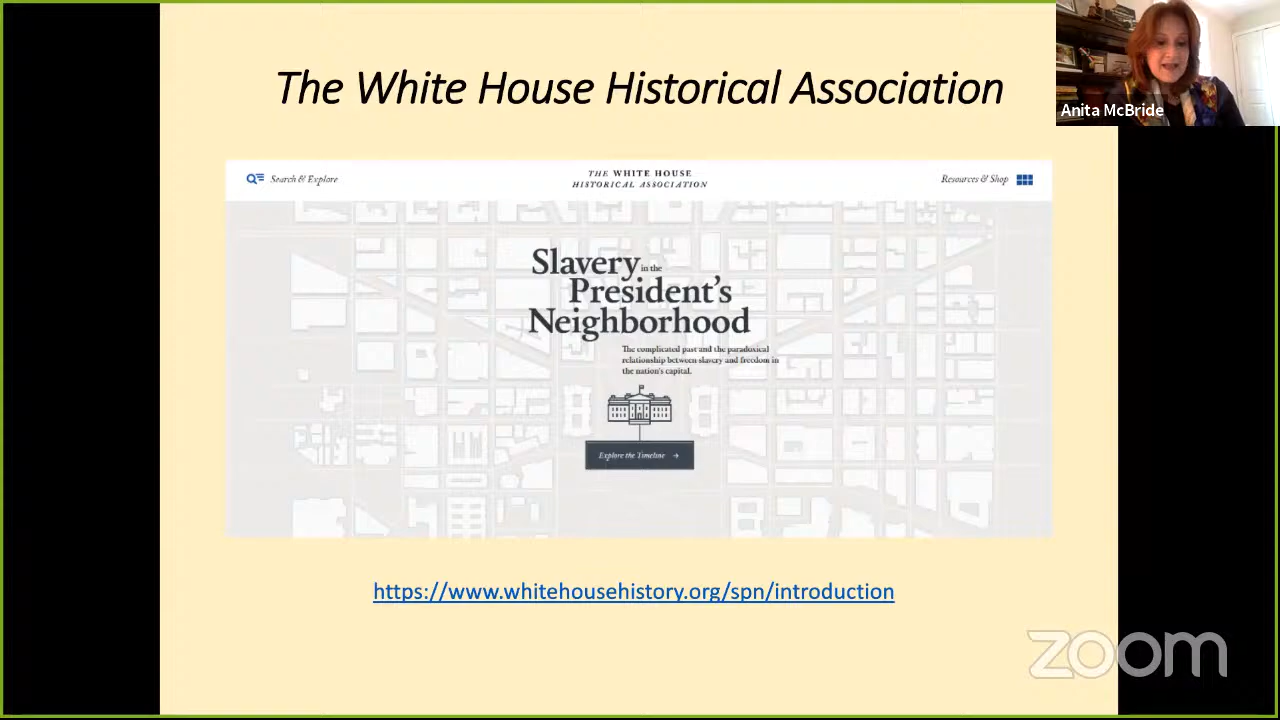 The White House Historical Association
Anita McBride
Search & Explore
THE WHITE HOUSE
HISTORICAL ASSOCIATION
Resources & Shop
Slavery in the
President's
Neighborhood
The complicated past and the paradoxical
relationship between slavery and freedom in
the nation's capital.
Explore the Timeline →
https://www.whitehousehistory.org/spn/introduction
zoom